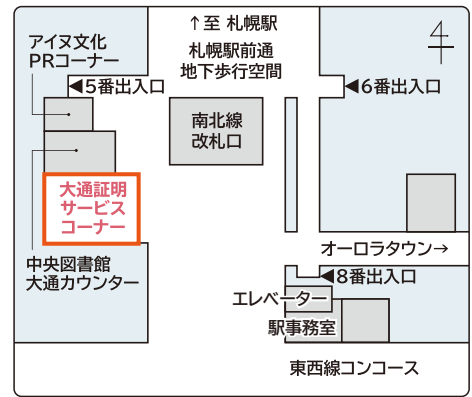 ↑至 札幌駅
札幌駅前通
地下歩行空間
アイヌ文化
PRコーナー
◀5番出入口
◀6番出入口
南北線
改札口
大通証明
サービス
コーナー
オーロラタウン→
中央図書館
大通カウンター
◀8番出入口
エレベーター
駅事務室
東西線コンコース